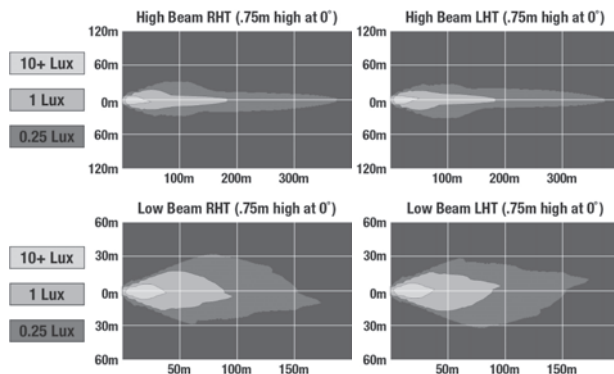 High Beam RHT (.75m high at 0°)
High Beam LHT (.75m high at 0°)
10+ Lux
1 Lux
0.25 Lux
120m
60m
0m
60m
120m
100m 200m 300m
120m
60m
0m
60m
120m
100m 200m 300m
Low Beam RHT (.75m high at 0°)
Low Beam LHT (.75m high at 0°)
10+ Lux
1 Lux
0.25 Lux
60m
30m
0m
30m
60m
50m 100m 150m
60m
30m
0m
30m
60m
50m 100m 150m